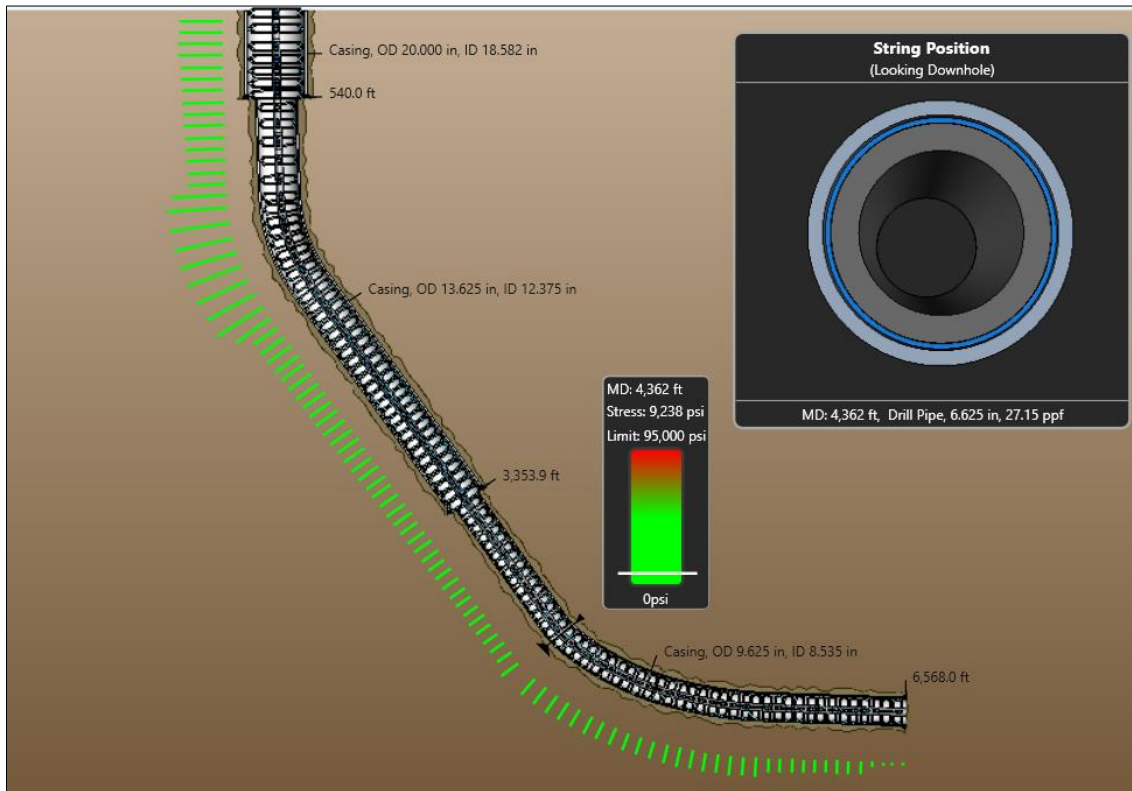 Casing, OD 20.000 in, ID 18.582 in
540.0 ft
Casing, OD 13.625 in, ID 12.375 in
3,353.9 ft
Casing, OD 9.625 in, ID 8.535 in
6,568.0 ft
MD: 4,362 ft
Stress: 9,238 psi
Limit: 95,000 psi
0psi
String Position
(Looking Downhole)
MD: 4,362 ft, Drill Pipe, 6.625 in, 27.15 ppf